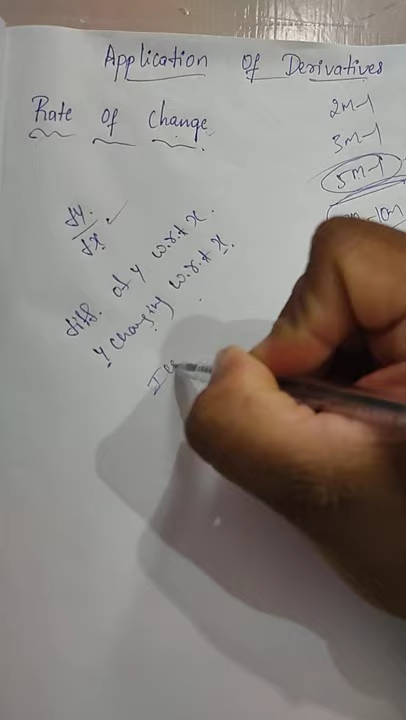 Application Of Derivatives
Rate of change
2M-1
3M-1
5M-1
dy/dx
diff. of y w.r.t x.
y changing w.r.t x.